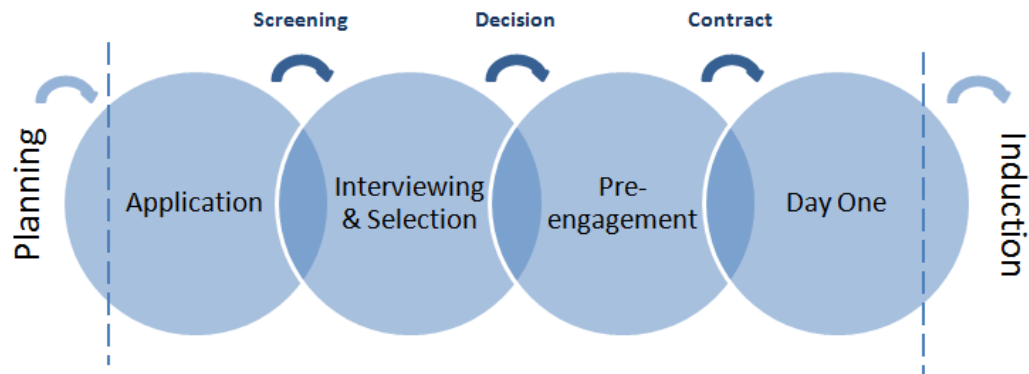 Screening
Decision
Contract
Planning
Application
Interviewing
& Selection
Pre-
engagement
Day One
Induction